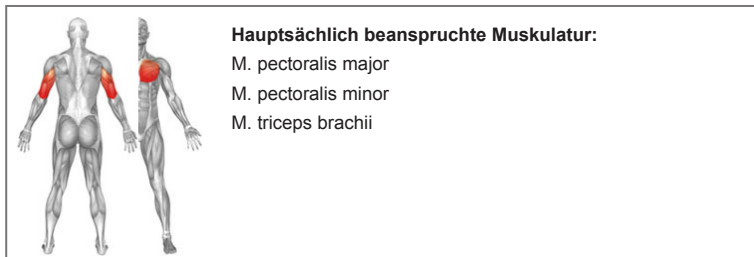 Hauptsächlich beanspruchte Muskulatur:
M. pectoralis major
M. pectoralis minor
M. triceps brachii